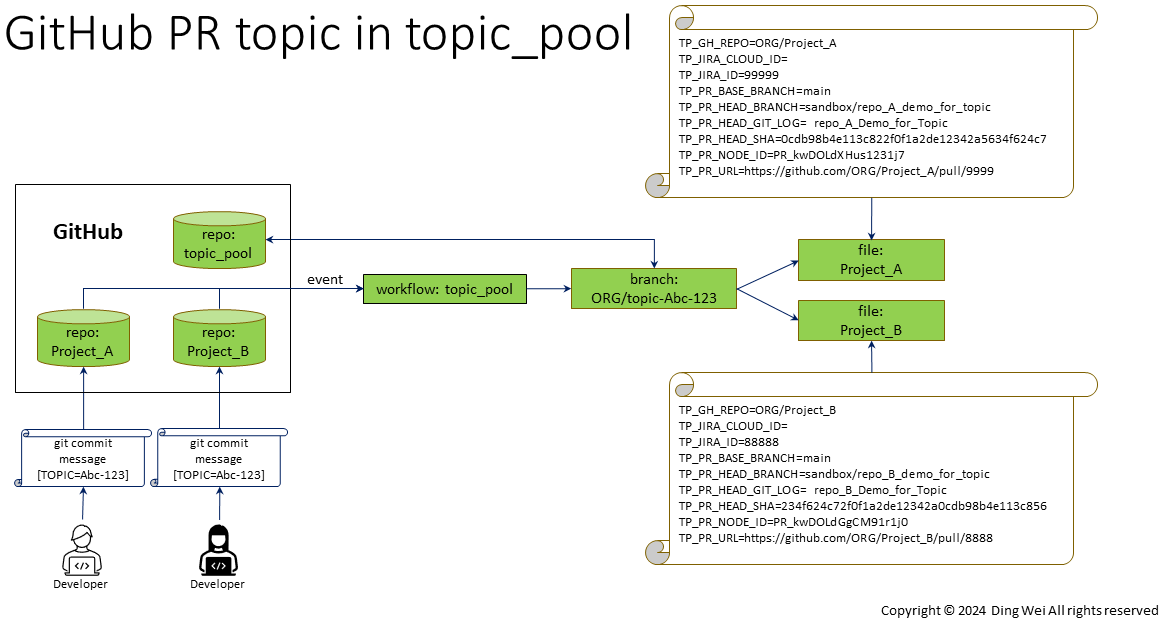 GitHub PR topic in topic_pool
TP_GH_REPO=ORG/Project_A
TP_JIRA_CLOUD_ID=
TP_JIRA_ID=99999
TP_PR_BASE_BRANCH=main
TP_PR_HEAD_BRANCH=sandbox/repo_A_demo_for_topic
TP_PR_HEAD_GIT_LOG=  repo_A_Demo_for_Topic
TP_PR_HEAD_SHA=0cdb98b4e113c822f0f1a2de12342a5634f624c7
TP_PR_NODE_ID=PR_kwDOLdXHus1231j7
TP_PR_URL=https://github.com/ORG/Project_A/pull/9999
GitHub
repo:
topic_pool
event
workflow: topic_pool
branch:
ORG/topic-Abc-123
file:
Project_A
file:
Project_B
repo:
Project_A
repo:
Project_B
git commit
message
[TOPIC=Abc-123]
git commit
message
[TOPIC=Abc-123]
</>
Developer
</>
Developer
TP_GH_REPO=ORG/Project_B
TP_JIRA_CLOUD_ID=
TP_JIRA_ID=88888
TP_PR_BASE_BRANCH=main
TP_PR_HEAD_BRANCH=sandbox/repo_B_demo_for_topic
TP_PR_HEAD_GIT_LOG=  repo_B_Demo_for_Topic
TP_PR_HEAD_SHA=234f624c72f0f1a2de12342a0cdb98b4e113c856
TP_PR_NODE_ID=PR_kwDOLdGgCM91r1j0
TP_PR_URL=https://github.com/ORG/Project_B/pull/8888
Copyright © 2024 Ding Wei All rights reserved